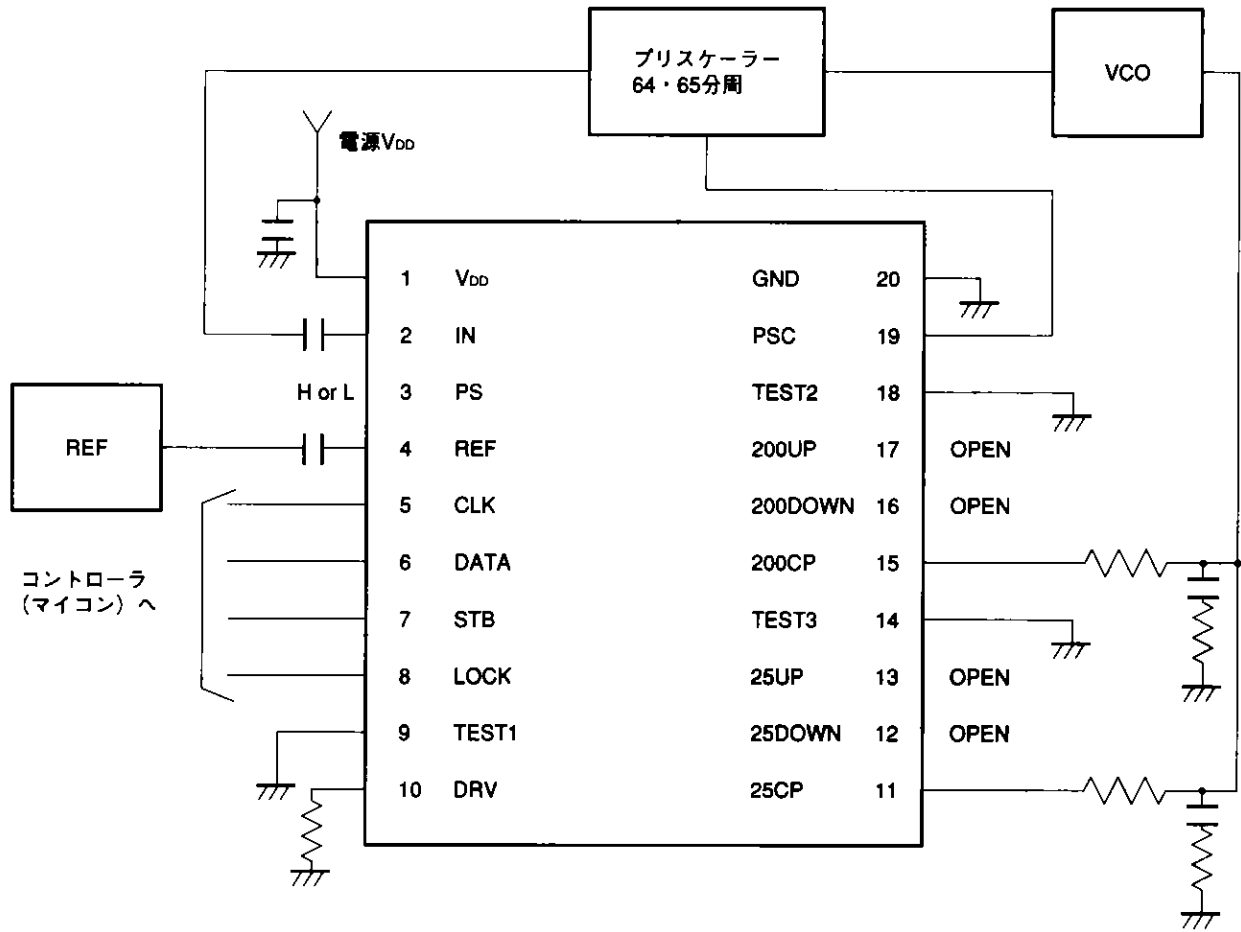 プリスケーラー
64・65分周
VCO
電源VDD
1 VDD GND 20
2 IN PSC 19
H or L 3 PS TEST2 18
REF 4 REF 200UP 17 OPEN
5 CLK 200DOWN 16 OPEN
6 DATA 200CP 15
コントローラ
(マイコン) へ
7 STB TEST3 14
8 LOCK 25UP 13 OPEN
9 TEST1 25DOWN 12 OPEN
10 DRV 25CP 11